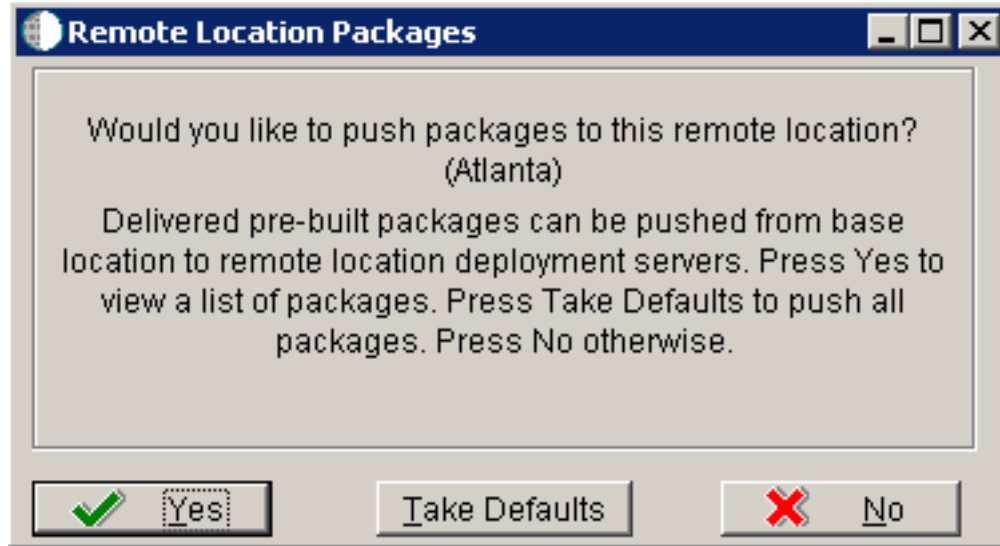 Remote Location Packages
Would you like to push packages to this remote location?
(Atlanta)
Delivered pre-built packages can be pushed from base
location to remote location deployment servers. Press Yes to
view a list of packages. Press Take Defaults to push all
packages. Press No otherwise.
Yes
Take Defaults
No